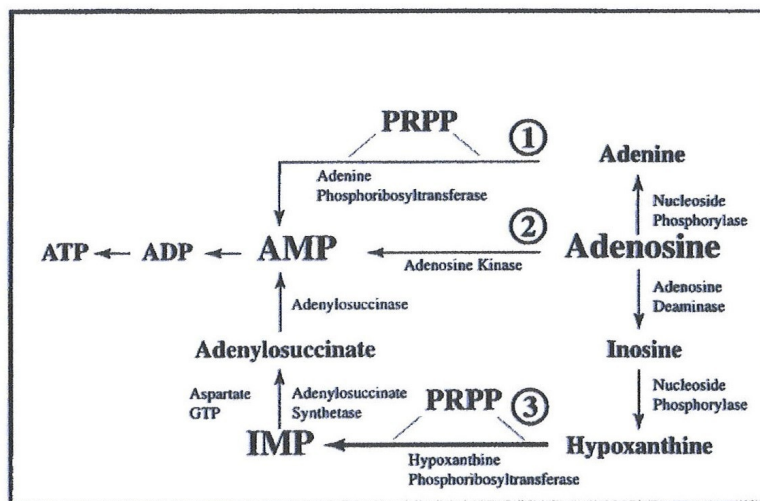 PRPP
1
Adenine
Adenine
Phosphoribosyltransferase
Nucleoside
Phosphorylase
2
ATP
ADP
AMP
Adenosine
Adenosine Kinase
Adenosine
Deaminase
Adenylosuccinase
Adenylosuccinate
Inosine
Aspartate
GTP
Adenylosuccinate
Synthetase
PRPP
3
Nucleoside
Phosphorylase
IMP
Hypoxanthine
Hypoxanthine
Phosphoribosyltransferase